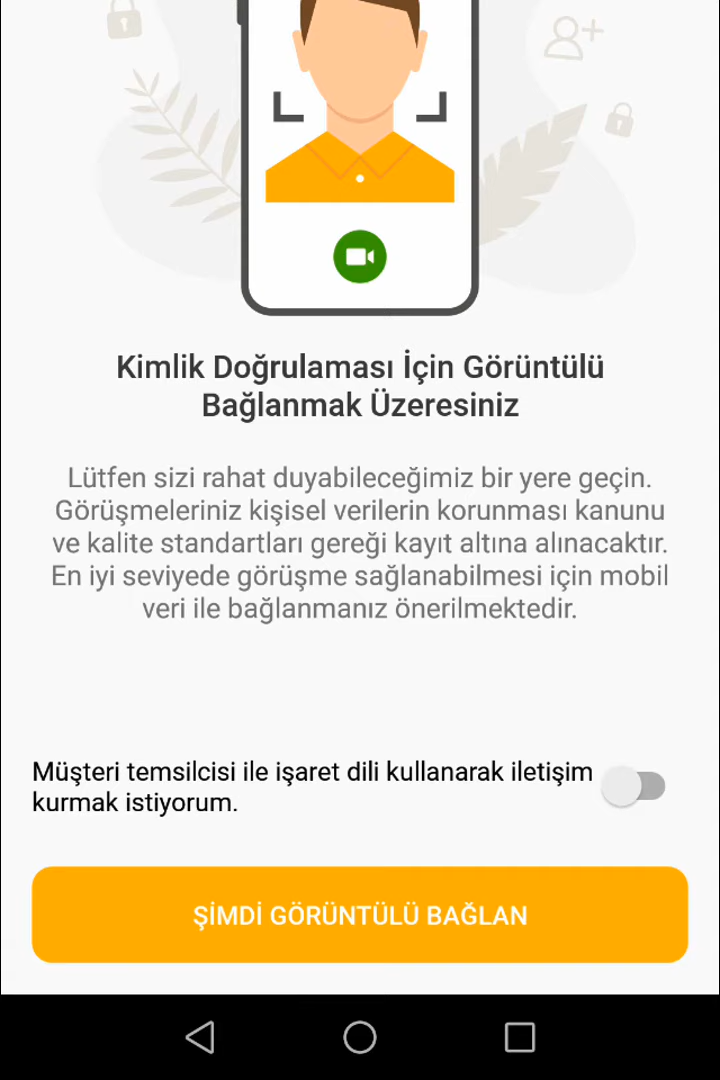 Kimlik Doğrulaması İçin Görüntülü
Bağlanmak Üzeresiniz
Lütfen sizi rahat duyabileceğimiz bir yere geçin.
Görüşmeleriniz kişisel verilerin korunması kanunu
ve kalite standartları gereği kayıt altına alınacaktır.
En iyi seviyede görüşme sağlanabilmesi için mobil
veri ile bağlanmanız önerilmektedir.
Müşteri temsilcisi ile işaret dili kullanarak iletişim
kurmak istiyorum.
ŞİMDİ GÖRÜNTÜLÜ BAĞLAN